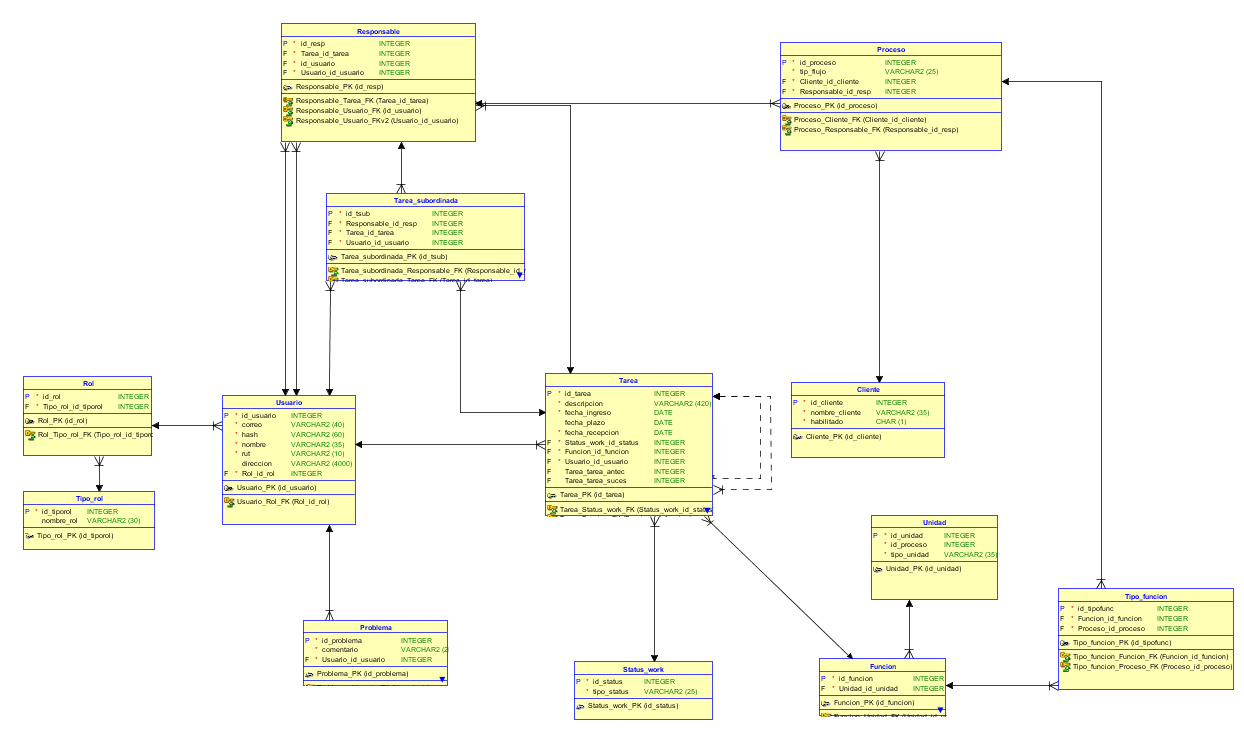 Responsable
P * id_resp INTEGER
F * Tarea_id_tarea INTEGER
F * id_usuario INTEGER
F * Usuario_id_usuario INTEGER
Responsable_PK (id_resp)
Responsable_Tarea_FK (Tarea_id_tarea)
Responsable_Usuario_FK (id_usuario)
Responsable_Usuario_FKv2 (Usuario_id_usuario)
Proceso
P * id_proceso INTEGER
* tip_flujo VARCHAR2 (25)
F * Cliente_id_cliente INTEGER
F * Responsable_id_resp INTEGER
Proceso_PK (id_proceso)
Proceso_Cliente_FK (Cliente_id_cliente)
Proceso_Responsable_FK (Responsable_id_resp)
Tarea_subordinada
P * id_tsub INTEGER
F * Responsable_id_resp INTEGER
F * Tarea_id_tarea INTEGER
F * Usuario_id_usuario INTEGER
Tarea_subordinada_PK (id_tsub)
Tarea_subordinada_Responsable_FK (Responsable_id_
Tarea_subordinada_Tarea_FK (Tarea_id_tarea)
Rol
P * id_rol INTEGER
F * Tipo_rol_id_tiporol INTEGER
Rol_PK (id_rol)
Rol_Tipo_rol_FK (Tipo_rol_id_tiporo
Tipo_rol
P * id_tiporol INTEGER
nombre_rol VARCHAR2 (30)
Tipo_rol_PK (id_tiporol)
Usuario
P * id_usuario INTEGER
* correo VARCHAR2 (40)
* hash VARCHAR2 (60)
* nombre VARCHAR2 (35)
* rut VARCHAR2 (10)
direccion VARCHAR2 (4000)
F * Rol_id_rol INTEGER
Usuario_PK (id_usuario)
Usuario_Rol_FK (Rol_id_rol)
Tarea
P * id_tarea INTEGER
* descripcion VARCHAR2 (420)
* fecha_ingreso DATE
fecha_plazo DATE
* fecha_recepcion DATE
F * Status_work_id_status INTEGER
F * Funcion_id_funcion INTEGER
F * Usuario_id_usuario INTEGER
F Tarea_tarea_antec INTEGER
F Tarea_tarea_suces INTEGER
Tarea_PK (id_tarea)
Tarea_Status_work_FK (Status_work_id_status
Cliente
P * id_cliente INTEGER
* nombre_cliente VARCHAR2 (35)
* habilitado CHAR (1)
Cliente_PK (id_cliente)
Unidad
P * id_unidad INTEGER
* id_proceso INTEGER
* tipo_unidad VARCHAR2 (35)
Unidad_PK (id_unidad)
Tipo_funcion
P * id_tipofunc INTEGER
F * Funcion_id_funcion INTEGER
F * Proceso_id_proceso INTEGER
Tipo_funcion_PK (id_tipofunc)
Tipo_funcion_Funcion_FK (Funcion_id_funcion)
Tipo_funcion_Proceso_FK (Proceso_id_proceso)
Problema
P * id_problema INTEGER
* comentario VARCHAR2 (2
F * Usuario_id_usuario INTEGER
Problema_PK (id_problema)
Status_work
P * id_status INTEGER
* tipo_status VARCHAR2 (25)
Status_work_PK (id_status)
Funcion
P * id_funcion INTEGER
F * Unidad_id_unidad INTEGER
Funcion_PK (id_funcion)